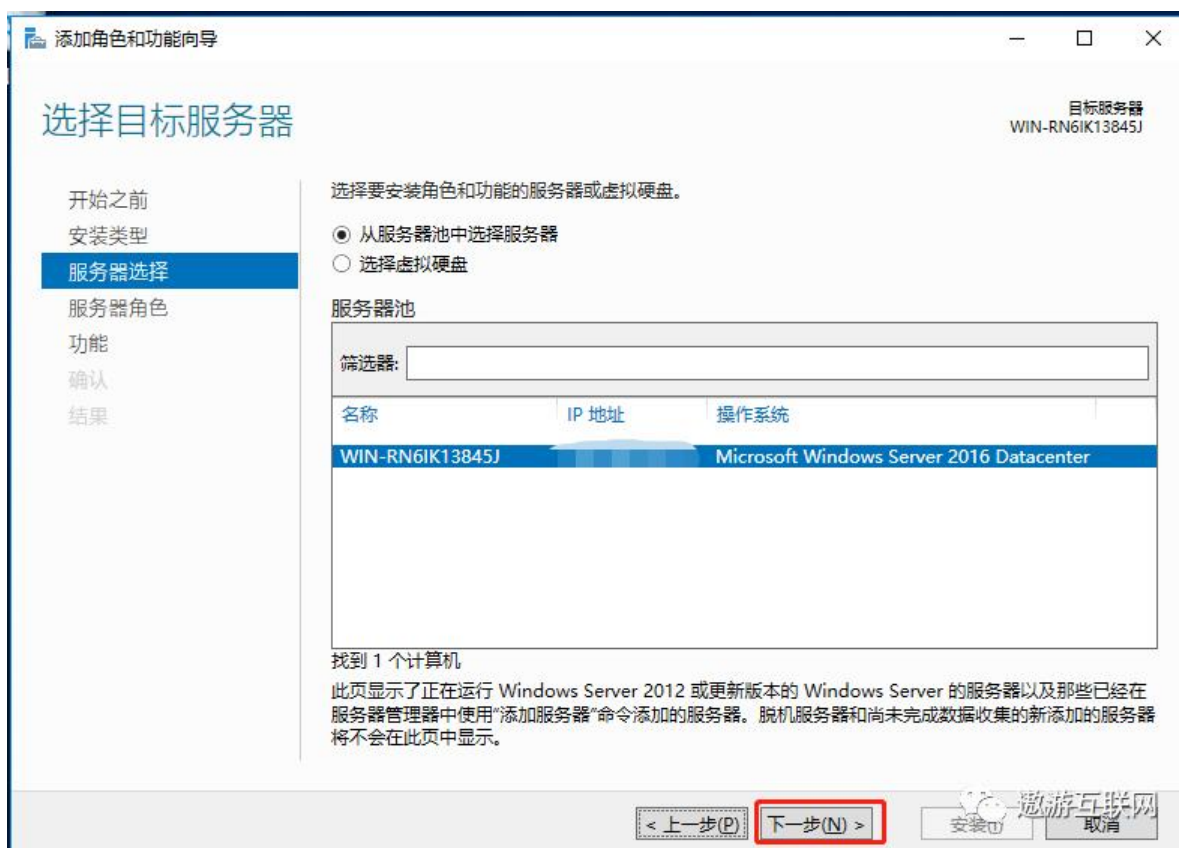 添加角色和功能向导
选择目标服务器
目标服务器
WIN-RN6IK13845J
开始之前
安装类型
服务器选择
服务器角色
功能
确认
结果
选择要安装角色和功能的服务器或虚拟硬盘。
从服务器池中选择服务器
选择虚拟硬盘
服务器池
筛选器:
名称 IP 地址 操作系统
WIN-RN6IK13845J Microsoft Windows Server 2016 Datacenter
找到 1 个计算机
此页显示了正在运行 Windows Server 2012 或更新版本的 Windows Server 的服务器以及那些已经在
服务器管理器中使用“添加服务器”命令添加的服务器。脱机服务器和尚未完成数据收集的新添加的服务器
将不会在此页中显示。
< 上一步(P) 下一步(N) > 安装(I) 取消
遨游互联网